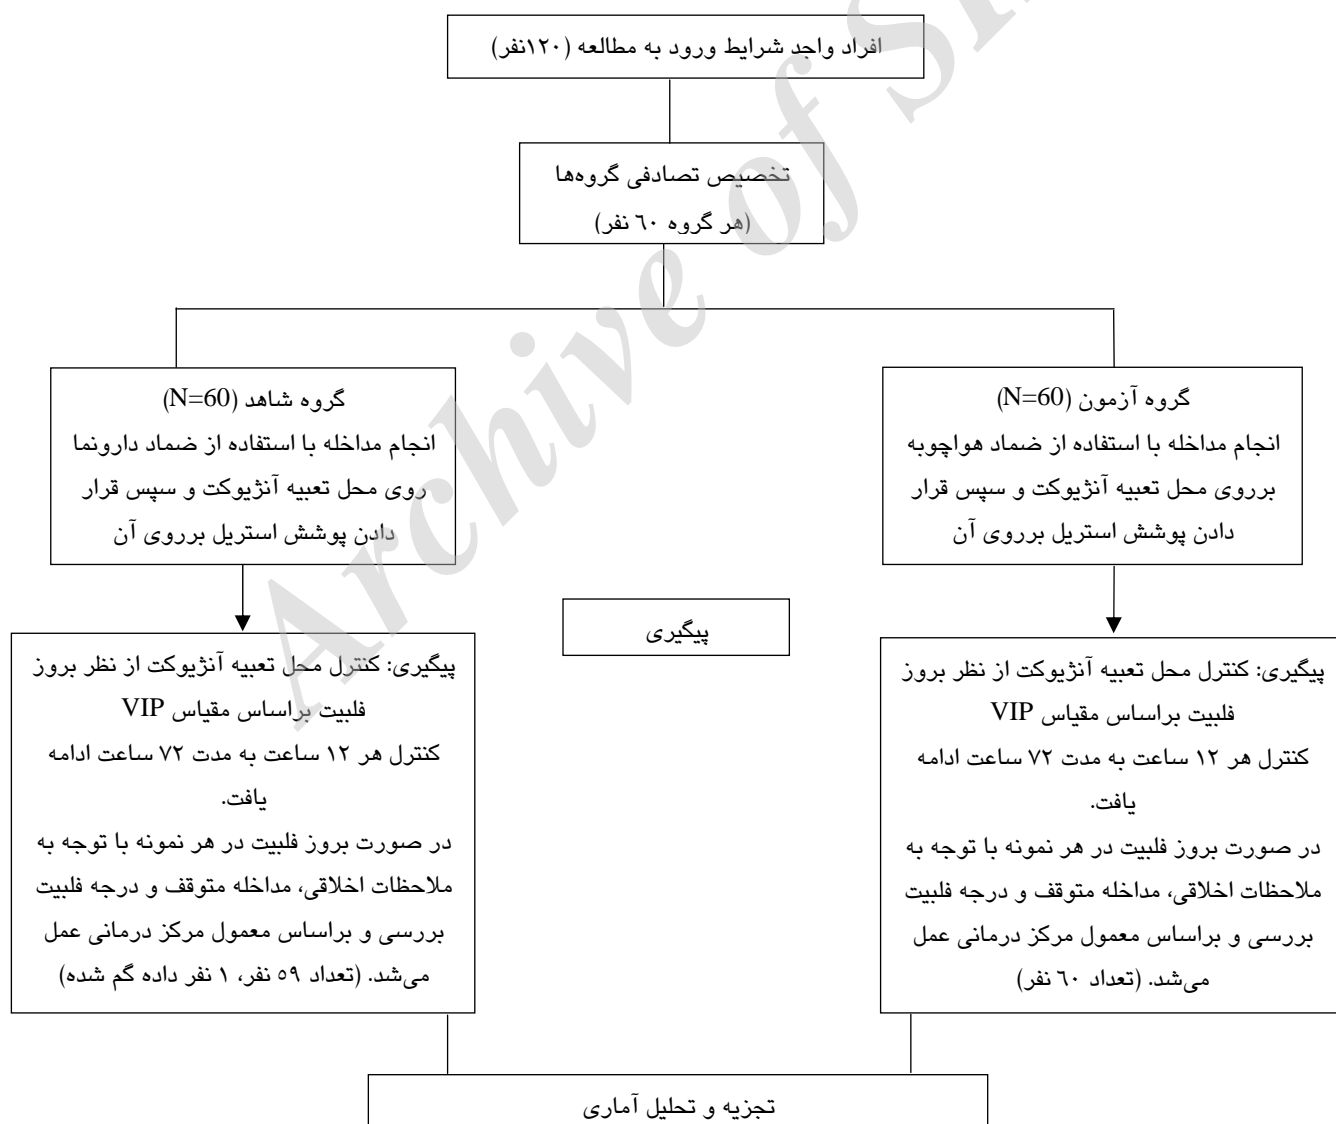 افراد واجد شرایط ورود به مطالعه (۱۲۰نفر)
تخصیص تصادفی گروه‌ها
(هر گروه ٦۰ نفر)
گروه آزمون (N=60)
انجام مداخله با استفاده از ضماد هواچوبه
برروی محل تعبیه آنژیوکت و سپس قرار
دادن پوشش استریل برروی آن
گروه شاهد (N=60)
انجام مداخله با استفاده از ضماد دارونما
روی محل تعبیه آنژیوکت و سپس قرار
دادن پوشش استریل برروی آن
پیگیری
پیگیری: کنترل محل تعبیه آنژیوکت از نظر بروز
فلبیت براساس مقیاس VIP
کنترل هر ۱۲ ساعت به مدت ۷۲ ساعت ادامه
یافت.
در صورت بروز فلبیت در هر نمونه با توجه به
ملاحظات اخلاقی، مداخله متوقف و درجه فلبیت
بررسی و براساس معمول مرکز درمانی عمل
می‌شد. (تعداد ٦۰ نفر)
پیگیری: کنترل محل تعبیه آنژیوکت از نظر بروز
فلبیت براساس مقیاس VIP
کنترل هر ۱۲ ساعت به مدت ۷۲ ساعت ادامه
یافت.
در صورت بروز فلبیت در هر نمونه با توجه به
ملاحظات اخلاقی، مداخله متوقف و درجه فلبیت
بررسی و براساس معمول مرکز درمانی عمل
می‌شد. (تعداد ٥۹ نفر، ۱ نفر داده گم شده)
تجزیه و تحلیل آماری
Archive of